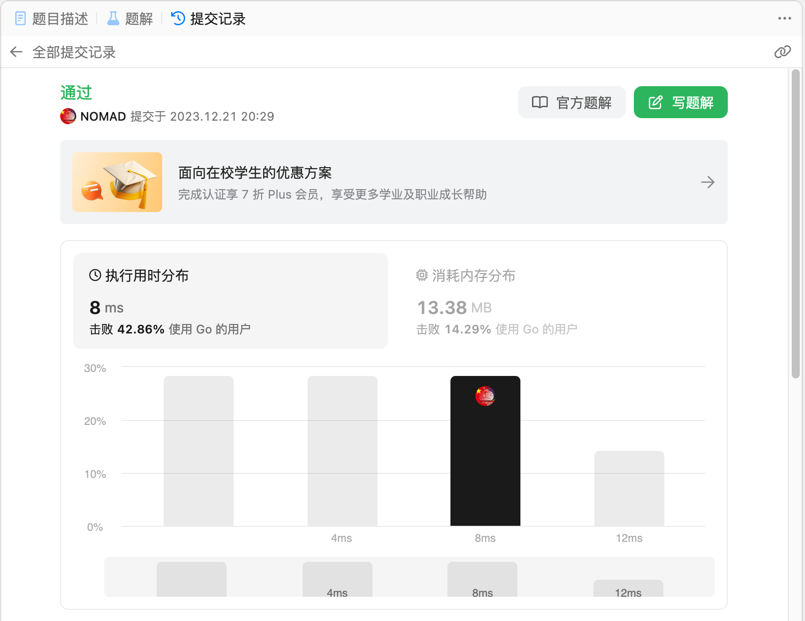 题目描述 题解 提交记录
全部提交记录
通过
NOMAD 提交于 2023.12.21 20:29
官方题解 写题解
面向在校学生的优惠方案
完成认证享 7 折 Plus 会员，享受更多学业及职业成长帮助
执行用时分布
8 ms
击败 42.86% 使用 Go 的用户
消耗内存分布
13.38 MB
击败 14.29% 使用 Go 的用户
30%
20%
10%
0%
4ms 8ms 12ms
4ms 8ms 12ms